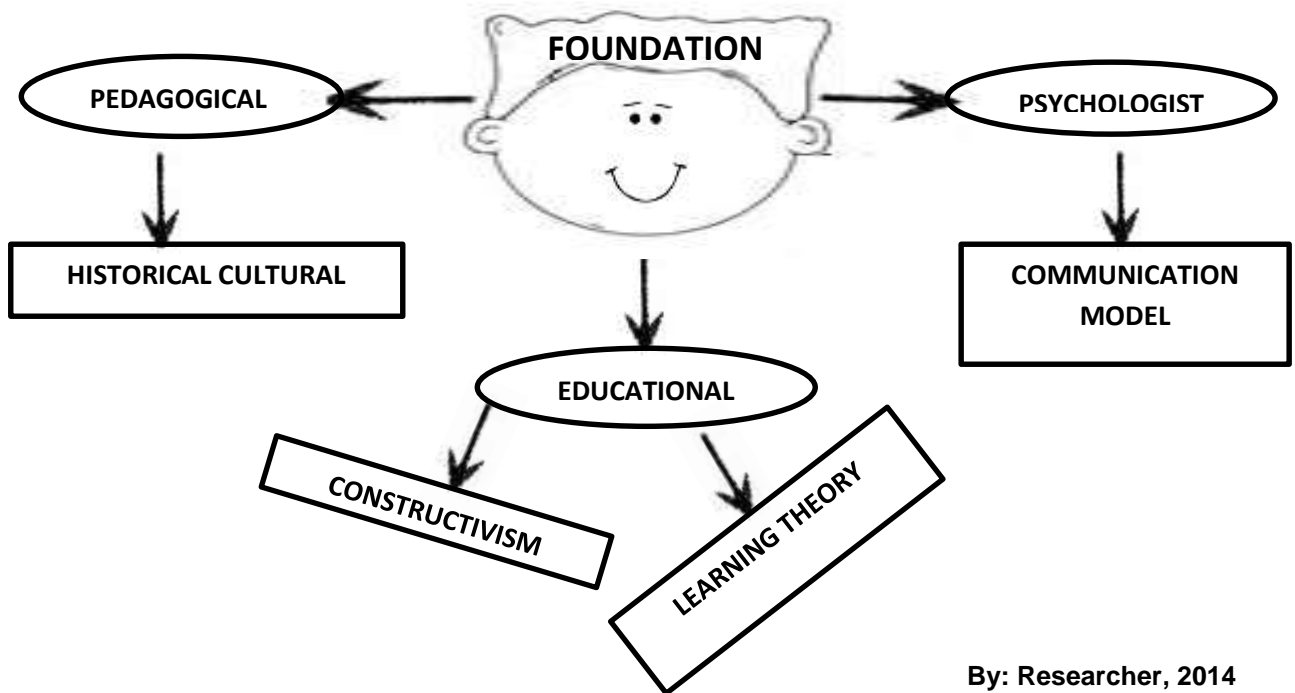 FOUNDATION
PEDAGOGICAL
PSYCHOLOGIST
HISTORICAL CULTURAL
COMMUNICATION
MODEL
EDUCATIONAL
CONSTRUCTIVISM
LEARNING THEORY
By: Researcher, 2014